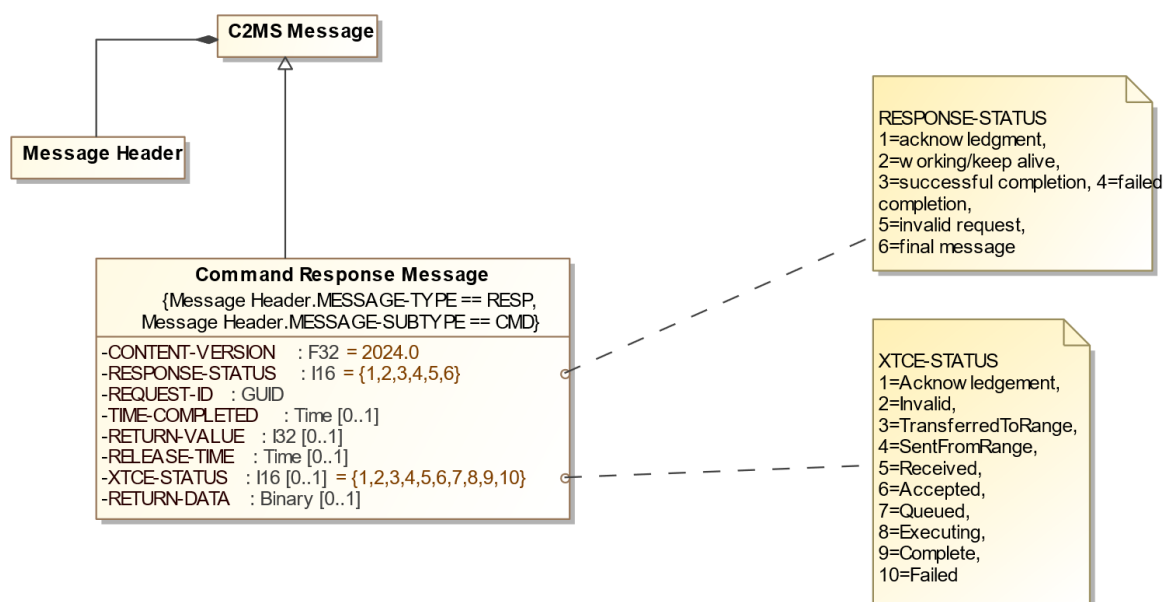 C2MS Message
Message Header
Command Response Message
{Message Header.MESSAGE-TYPE == RESP,
Message Header.MESSAGE-SUBTYPE == CMD}
-CONTENT-VERSION : F32 = 2024.0
-RESPONSE-STATUS : I16 = {1,2,3,4,5,6}
-REQUEST-ID : GUID
-TIME-COMPLETED : Time [0..1]
-RETURN-VALUE : I32 [0..1]
-RELEASE-TIME : Time [0..1]
-XTCE-STATUS : I16 [0..1] = {1,2,3,4,5,6,7,8,9,10}
-RETURN-DATA : Binary [0..1]
RESPONSE-STATUS
1=acknowledgment,
2=working/keep alive,
3=successful completion, 4=failed
completion,
5=invalid request,
6=final message
XTCE-STATUS
1=Acknowledgement,
2=Invalid,
3=TransferredToRange,
4=SentFromRange,
5=Received,
6=Accepted,
7=Queued,
8=Executing,
9=Complete,
10=Failed